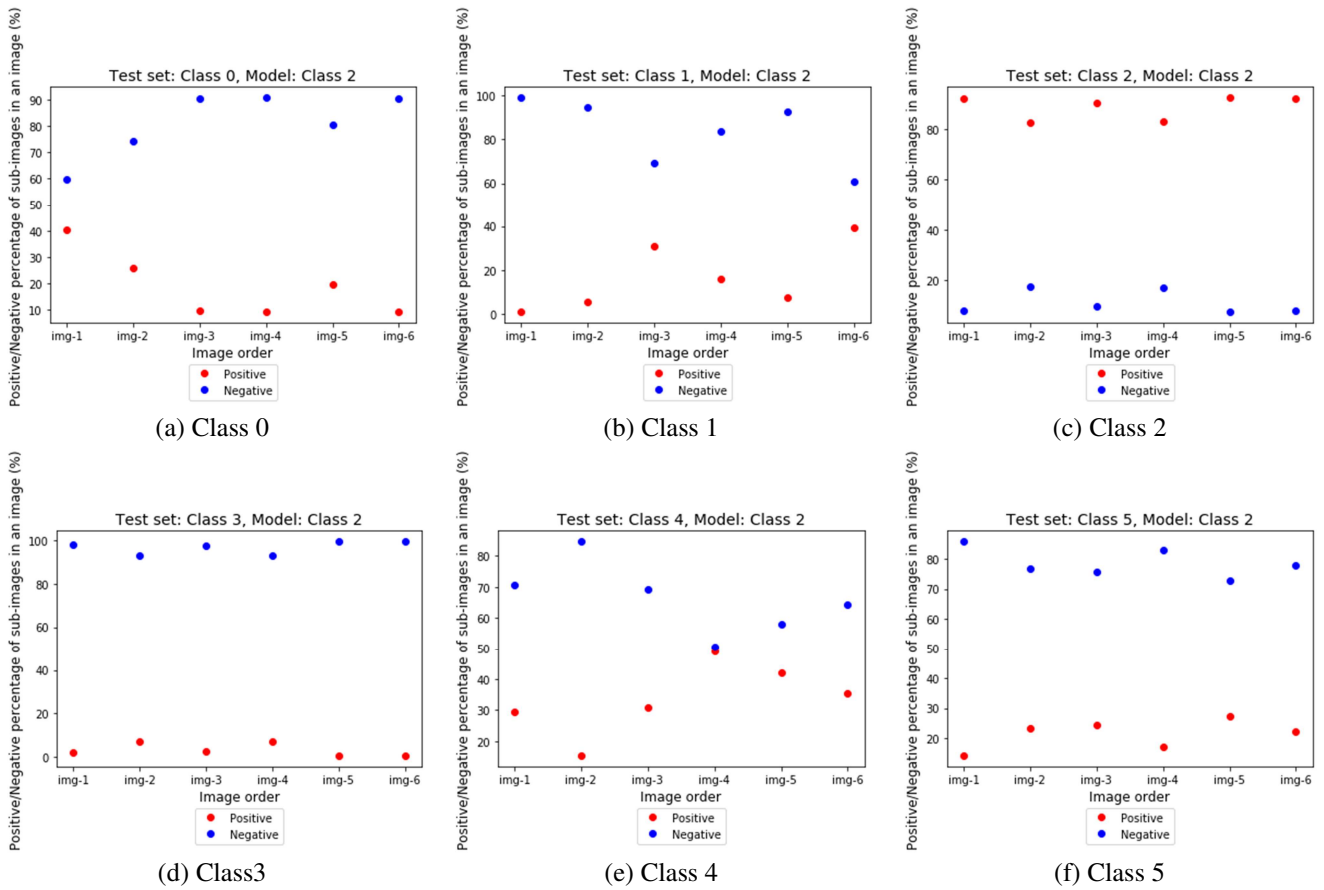 Positive/Negative percentage of sub-images in an image (%)
Test set: Class 0, Model: Class 2
90
80
70
60
50
40
30
20
10
img-1 img-2 img-3 img-4 img-5 img-6
Image order
Positive
Negative
(a) Class 0
Positive/Negative percentage of sub-images in an image (%)
Test set: Class 1, Model: Class 2
100
80
60
40
20
0
img-1 img-2 img-3 img-4 img-5 img-6
Image order
Positive
Negative
(b) Class 1
Positive/Negative percentage of sub-images in an image (%)
Test set: Class 2, Model: Class 2
80
60
40
20
img-1 img-2 img-3 img-4 img-5 img-6
Image order
Positive
Negative
(c) Class 2
Positive/Negative percentage of sub-images in an image (%)
Test set: Class 3, Model: Class 2
100
80
60
40
20
0
img-1 img-2 img-3 img-4 img-5 img-6
Image order
Positive
Negative
(d) Class3
Positive/Negative percentage of sub-images in an image (%)
Test set: Class 4, Model: Class 2
80
70
60
50
40
30
20
img-1 img-2 img-3 img-4 img-5 img-6
Image order
Positive
Negative
(e) Class 4
Positive/Negative percentage of sub-images in an image (%)
Test set: Class 5, Model: Class 2
80
70
60
50
40
30
20
img-1 img-2 img-3 img-4 img-5 img-6
Image order
Positive
Negative
(f) Class 5